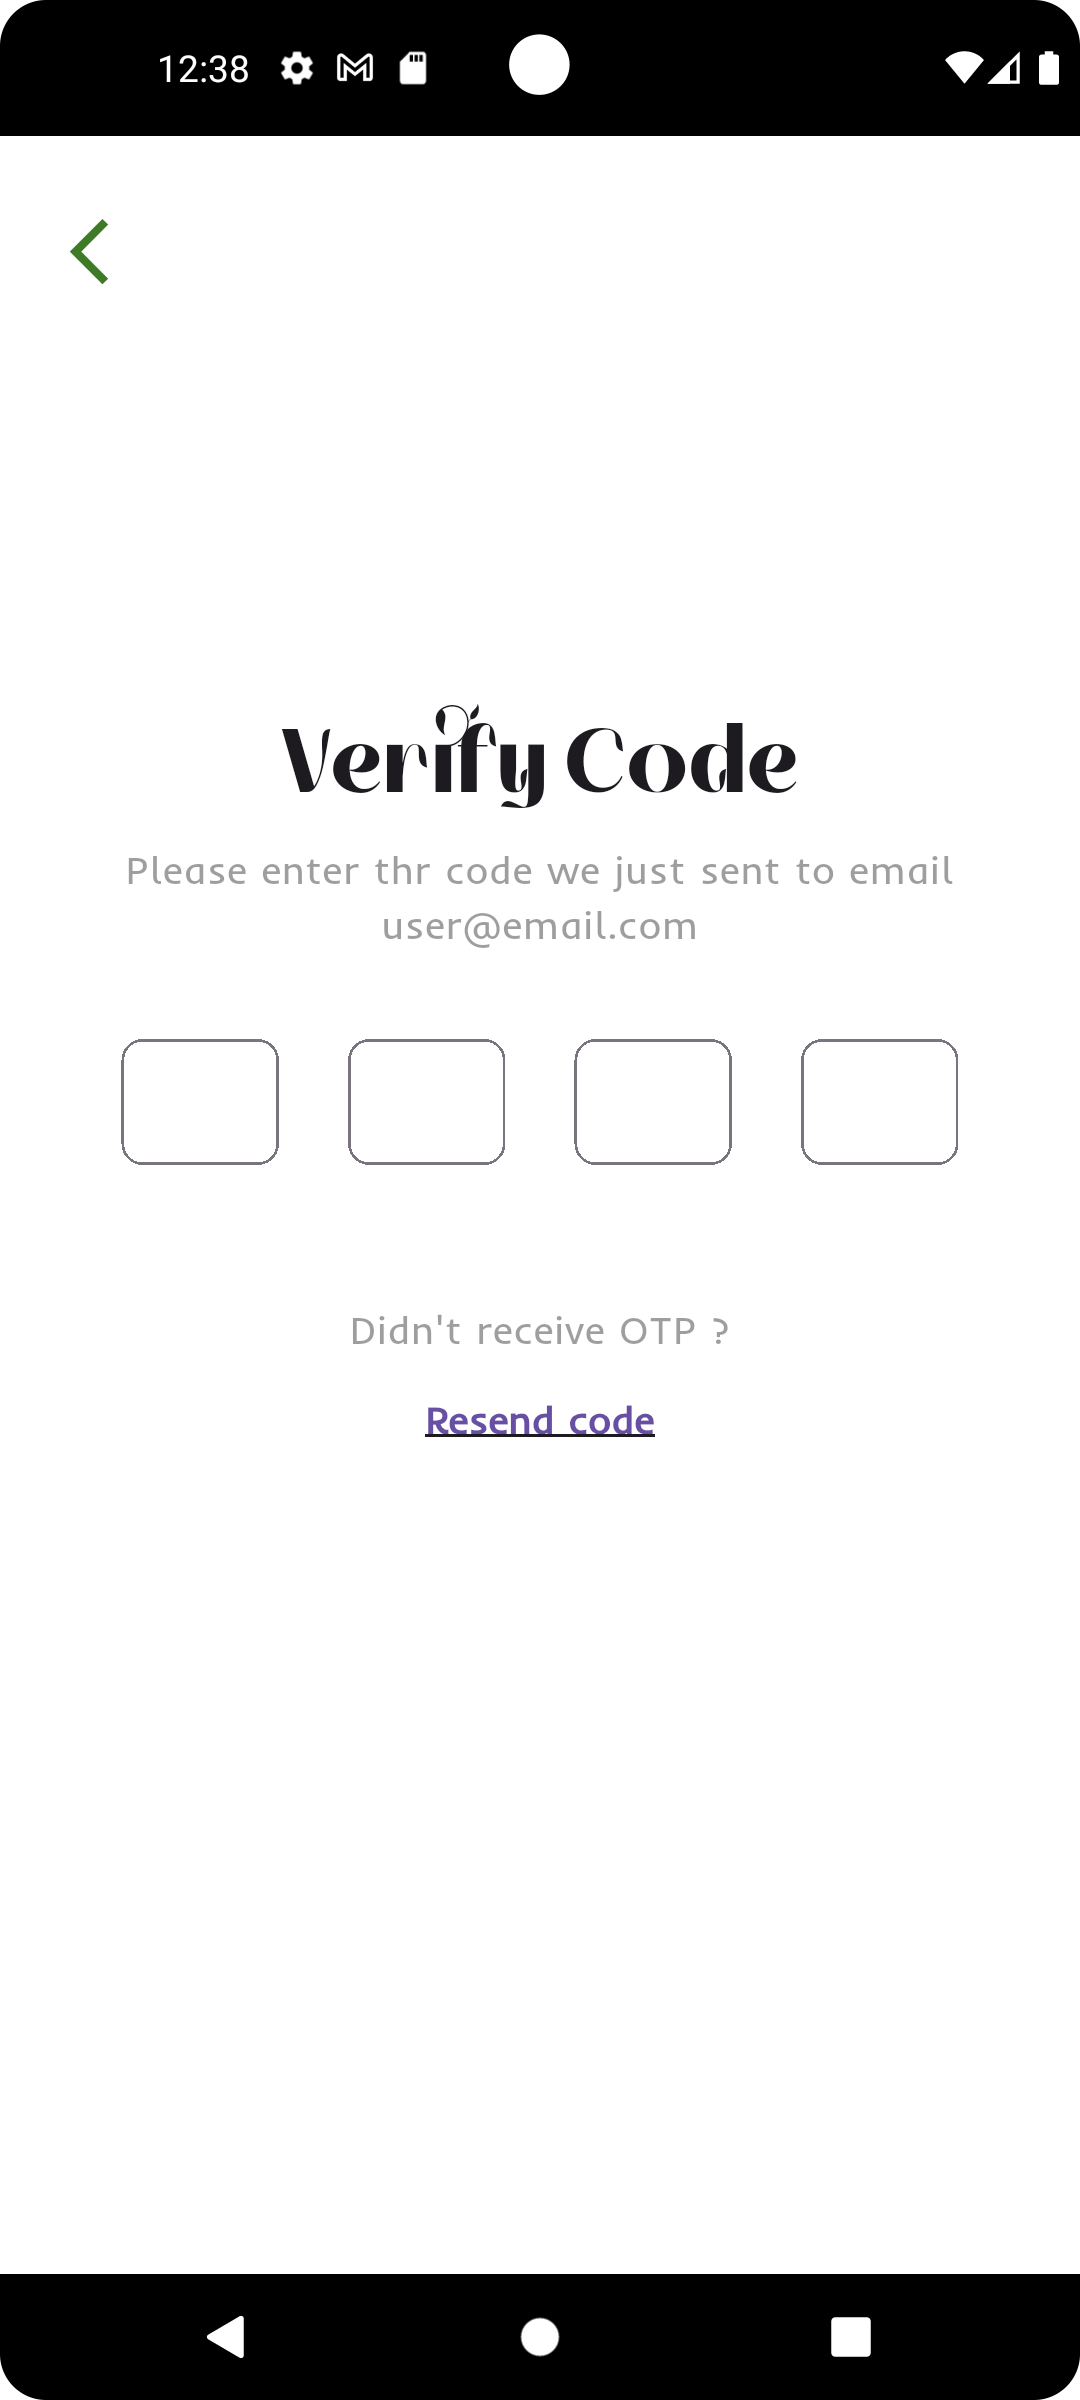 12:38
Verify Code
Please enter thr code we just sent to email
user@email.com
Didn't receive OTP ?
Resend code